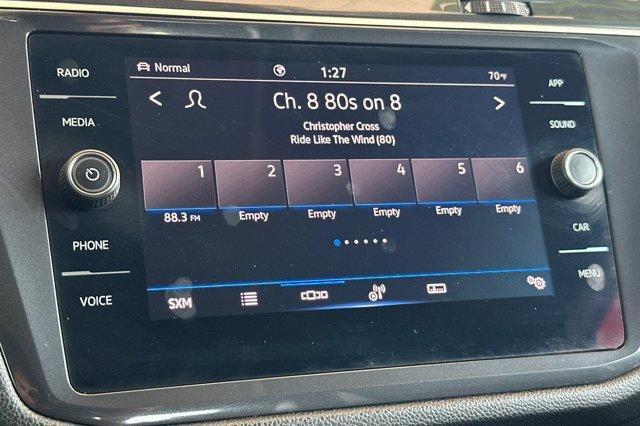 RADIO
MEDIA
PHONE
VOICE
Normal 1:27 70°F
Ch. 8 80s on 8
Christopher Cross
Ride Like The Wind (80)
1 2 3 4 5 6
88.3 FM Empty Empty Empty Empty Empty
SXM
APP
SOUND
CAR
MENU